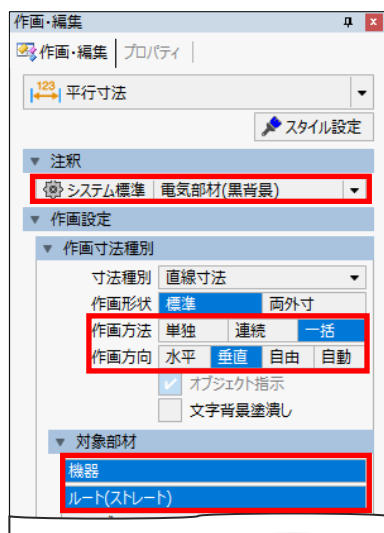 作画・編集
作画・編集 プロパティ
123 平行寸法
スタイル設定
注釈
システム標準 電気部材(黒背景)
作画設定
作画寸法種別
寸法種別 直線寸法
作画形状 標準 両外寸
作画方法 単独 連続 一括
作画方向 水平 垂直 自由 自動
オブジェクト指示
文字背景塗潰し
対象部材
機器
ルート(ストレート)